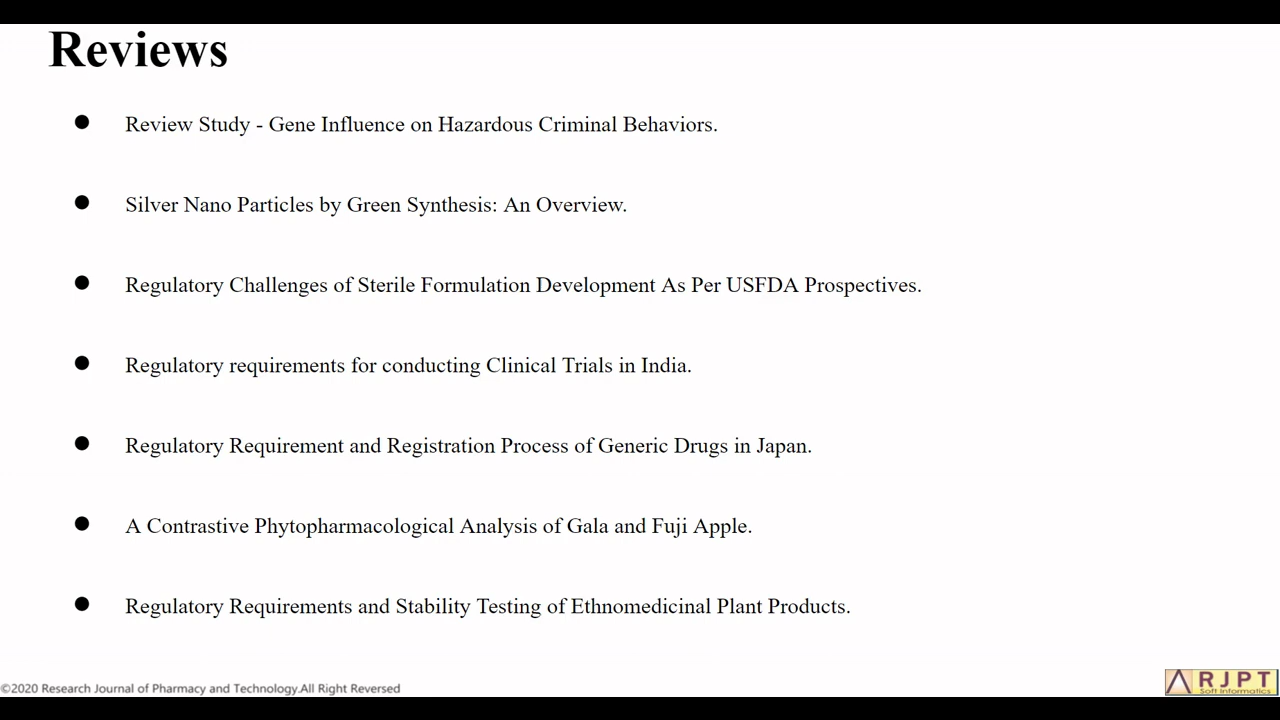 Reviews
● Review Study - Gene Influence on Hazardous Criminal Behaviors.
● Silver Nano Particles by Green Synthesis: An Overview.
● Regulatory Challenges of Sterile Formulation Development As Per USFDA Prospectives.
● Regulatory requirements for conducting Clinical Trials in India.
● Regulatory Requirement and Registration Process of Generic Drugs in Japan.
● A Contrastive Phytopharmacological Analysis of Gala and Fuji Apple.
● Regulatory Requirements and Stability Testing of Ethnomedicinal Plant Products.
©2020 Research Journal of Pharmacy and Technology.All Right Reversed
RJPT
Soft Informatics